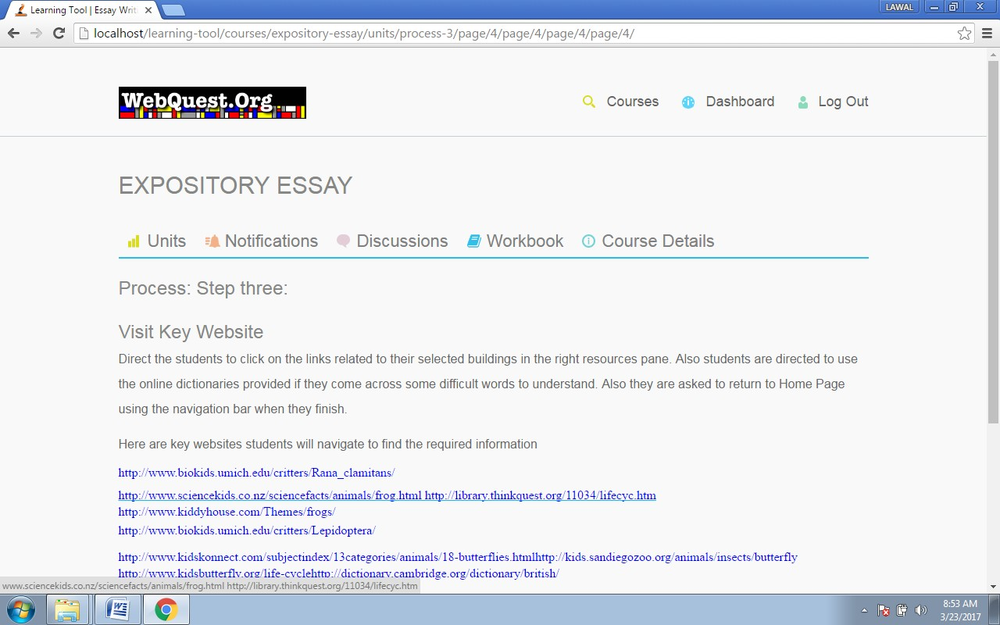 Learning Tool | Essay Writi
LAWAL
localhost/learning-tool/courses/expository-essay/units/process-3/page/4/page/4/page/4/page/4/
WebQuest.Org
Courses Dashboard Log Out
EXPOSITORY ESSAY
Units Notifications Discussions Workbook Course Details
Process: Step three:
Visit Key Website
Direct the students to click on the links related to their selected buildings in the right resources pane. Also students are directed to use
the online dictionaries provided if they come across some difficult words to understand. Also they are asked to return to Home Page
using the navigation bar when they finish.
Here are key websites students will navigate to find the required information
http://www.biokids.umich.edu/critters/Rana_clamitans/
http://www.sciencekids.co.nz/sciencefacts/animals/frog.html http://library.thinkquest.org/11034/lifecyc.htm
http://www.kiddyhouse.com/Themes/frogs/
http://www.biokids.umich.edu/critters/Lepidoptera/
http://www.kidskonnect.com/subjectindex/13categories/animals/18-butterflies.htmlhttp://kids.sandiegozoo.org/animals/insects/butterfly
http://www.kidsbutterfly.org/life-cyclehttp://dictionary.cambridge.org/dictionary/british/
www.sciencekids.co.nz/sciencefacts/animals/frog.html http://library.thinkquest.org/11034/lifecyc.htm
8:53 AM
3/23/2017